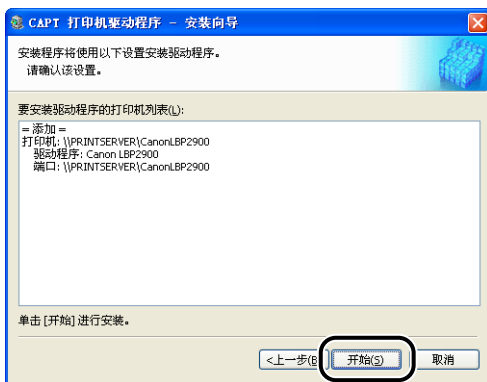 CAPT 打印机驱动程序 - 安装向导
安装程序将使用以下设置安装驱动程序。
请确认该设置。
要安装驱动程序的打印机列表(L):
=添加=
打印机: \\PRINTSERVER\CanonLBP2900
驱动程序: Canon LBP2900
端口: \\PRINTSERVER\CanonLBP2900
单击 [开始] 进行安装。
<上一步(B 开始(S) 取消